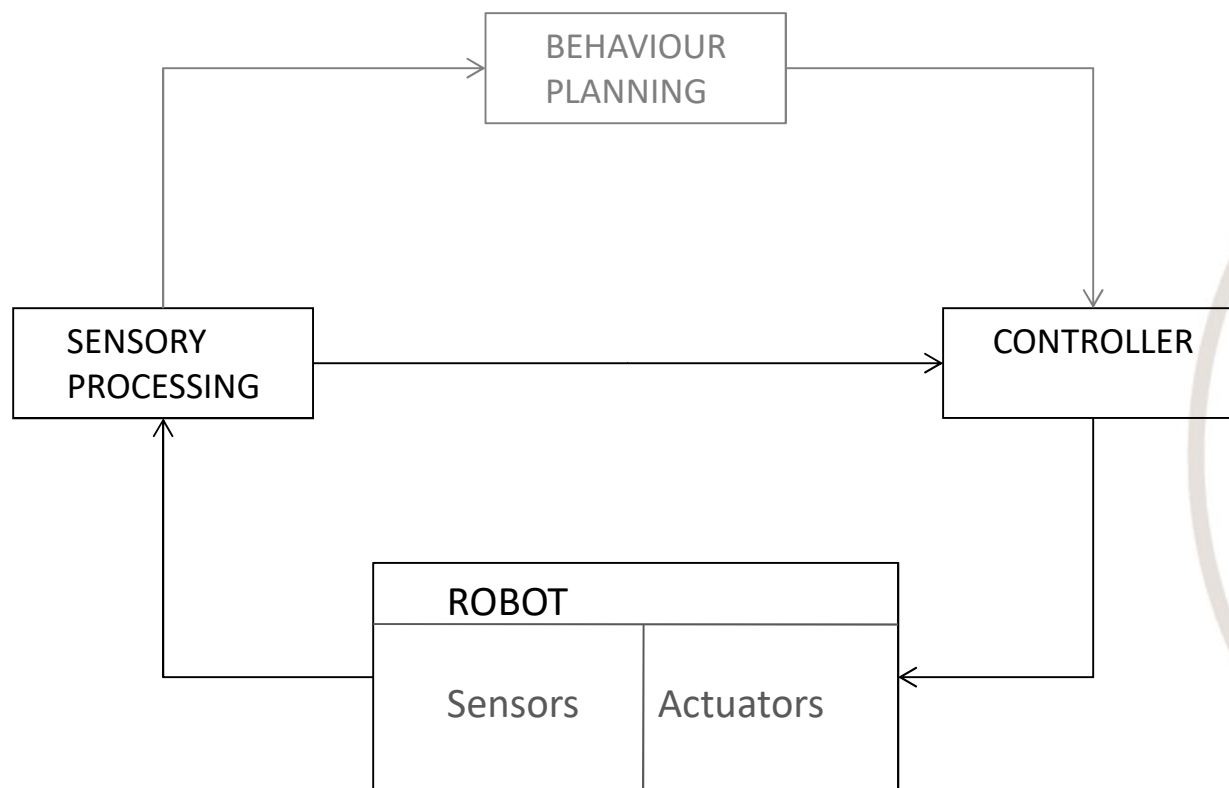 BEHAVIOUR
PLANNING
SENSORY
PROCESSING
CONTROLLER
ROBOT
Sensors
Actuators